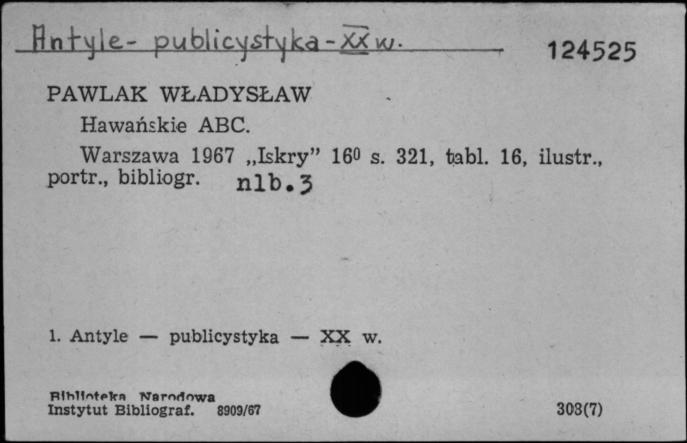 Antyle - publicystyka - XX w.
124525
PAWLAK WŁADYSŁAW
Hawańskie ABC.
Warszawa 1967 „Iskry” 16⁰ s. 321, tabl. 16, ilustr.,
portr., bibliogr. nlb. 3
1. Antyle — publicystyka — XX w.
Biblioteka Narodowa
Instytut Bibliograf. 8909/67
308(7)